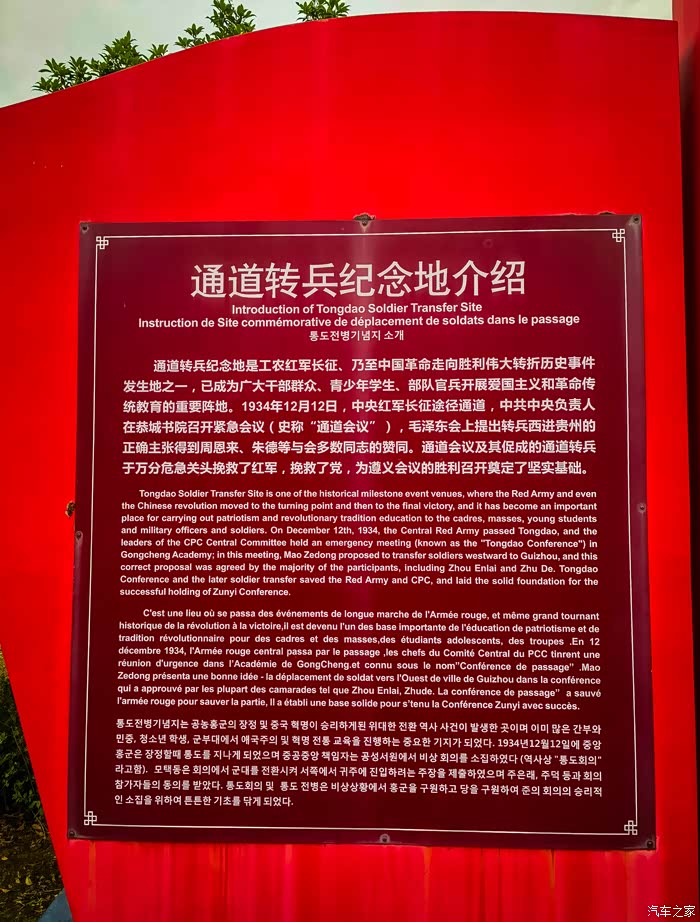 通道转兵纪念地介绍
Introduction of Tongdao Soldier Transfer Site
Instruction de Site commémorative de déplacement de soldats dans le passage
통도전병기념지 소개
通道转兵纪念地是工农红军长征、乃至中国革命走向胜利伟大转折历史事件
发生地之一，已成为广大干部群众、青少年学生、部队官兵开展爱国主义和革命传
统教育的重要阵地。1934年12月12日，中央红军长征途径通道，中共中央负责人
在恭城书院召开紧急会议（史称“通道会议”），毛泽东会上提出转兵西进贵州的
正确主张得到周恩来、朱德等与会多数同志的赞同。通道会议及其促成的通道转兵
于万分危急关头挽救了红军，挽救了党，为遵义会议的胜利召开奠定了坚实基础。
Tongdao Soldier Transfer Site is one of the historical milestone event venues, where the Red Army and even
the Chinese revolution moved to the turning point and then to the final victory, and it has become an important
place for carrying out patriotism and revolutionary tradition education to the cadres, masses, young students
and military officers and soldiers. On December 12th, 1934, the Central Red Army passed Tongdao, and the
leaders of the CPC Central Committee held an emergency meeting (known as the "Tongdao Conference") in
Gongcheng Academy; in this meeting, Mao Zedong proposed to transfer soldiers westward to Guizhou, and this
correct proposal was agreed by the majority of the participants, including Zhou Enlai and Zhu De. Tongdao
Conference and the later soldier transfer saved the Red Army and CPC, and laid the solid foundation for the
successful holding of Zunyi Conference.
C'est une lieu où se passa des événements de longue marche de l'Armée rouge, et même grand tournant
historique de la révolution à la victoire,il est devenu l'un des base importante de l'éducation de patriotisme et de
tradition révolutionnaire pour des cadres et des masses,des étudiants adolescents, des troupes .En 12
décembre 1934, l'Armée rouge central passa par le passage ,les chefs du Comité Central du PCC tinrent une
réunion d'urgence dans l'Académie de GongCheng.et connu sous le nom"Conférence de passage" .Mao
Zedong présenta une bonne idée - la déplacement de soldat vers l'Ouest de ville de Guizhou dans la conférence
qui a approuvé par les plupart des camarades tel que Zhou Enlai, Zhude. La conférence de passage" a sauvé
l'armée rouge pour sauver la partie, Il a établi une base solide pour s'tenu la Conférence Zunyi avec succès.
통도전병기념지는 공농홍군의 장정 및 중국 혁명이 승리하게된 위대한 전환 역사 사건이 발생한 곳이며 이미 많은 간부와
민중, 청소년 학생, 군부대에서 애국주의 및 혁명 전통 교육을 진행하는 중요한 기지가 되었다. 1934년12월12일에 중앙
홍군은 장정할때 통도를 지나게 되었으며 중공중앙 책임자는 공성서원에서 비상 회의를 소집하였다 (역사상 "통도회의"
라고함). 모택동은 회의에서 군대를 전환시켜 서쪽에서 귀주에 진입하려는 주장을 제출하였으며 주은래, 주덕 등과 회의
참가자들의 동의를 받았다. 통도회의 및 통도 전병은 비상상황에서 홍군을 구원하고 당을 구원하여 준의 회의의 승리적
인 소집을 위하여 튼튼한 기초를 닦게 되었다.
汽车之家